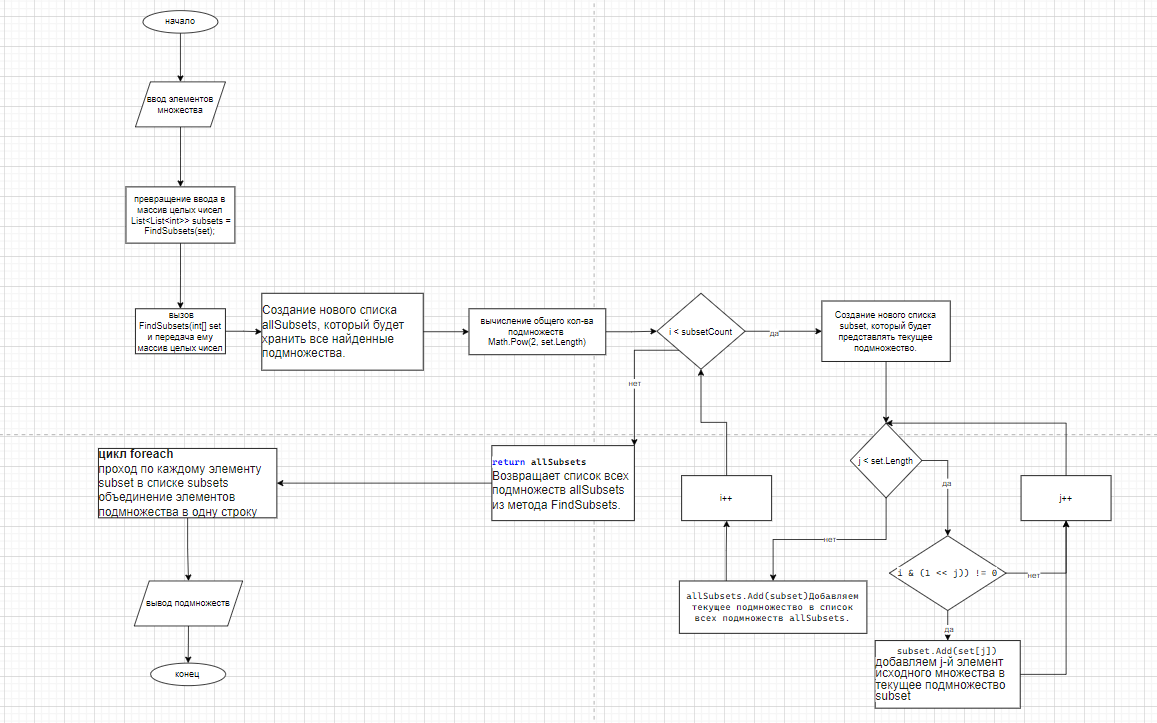 начало
ввод элементов
множества
превращение ввода в
массив целых чисел
List<List<int>> subsets =
FindSubsets(set);
вызов
FindSubsets(int[] set
и передача ему
массив целых чисел
Создание нового списка
allSubsets, который будет
хранить все найденные
подмножества.
вычисление общего кол-ва
подмножеств
Math.Pow(2, set.Length)
i < subsetCount
да
Создание нового списка
subset, который будет
представлять текущее
подмножество.
нет
j < set.Length
да
цикл foreach
проход по каждому элементу
subset в списке subsets
объединение элементов
подмножества в одну строку
return allSubsets
Возвращает список всех
подмножеств allSubsets
из метода FindSubsets.
i++
j++
нет
i & (1 << j)) != 0
нет
да
allSubsets.Add(subset)Добавляем
текущее подмножество в список
всех подмножеств allSubsets.
вывод подмножеств
subset.Add(set[j])
добавляем j-й элемент
исходного множества в
текущее подмножество
subset
конец